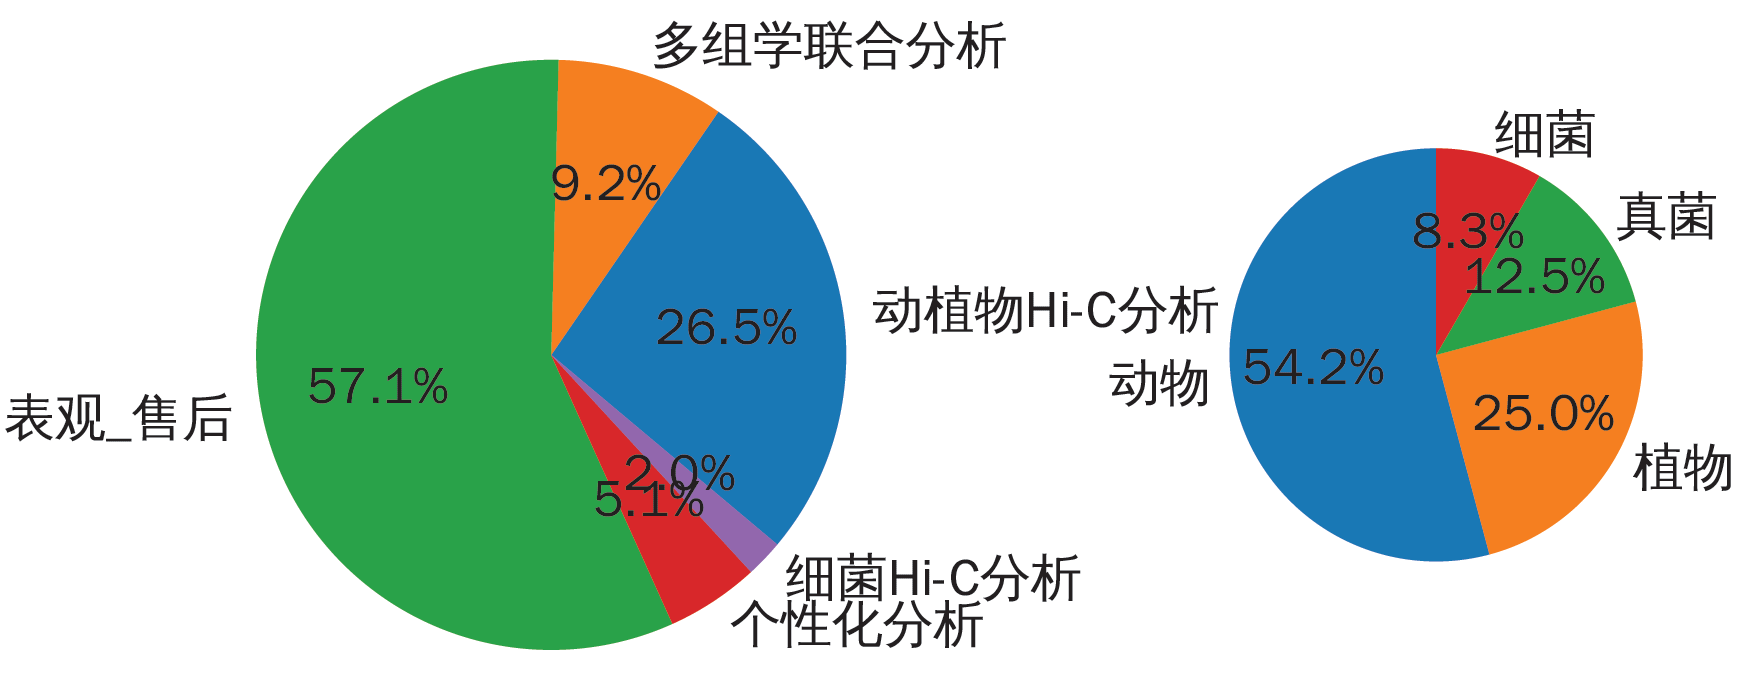 多组学联合分析
9.2%
动植物Hi-C分析
26.5%
表观_售后
57.1%
2.0%
5.1%
细菌Hi-C分析
个性化分析
细菌
8.3%
真菌
12.5%
动物
54.2%
25.0%
植物